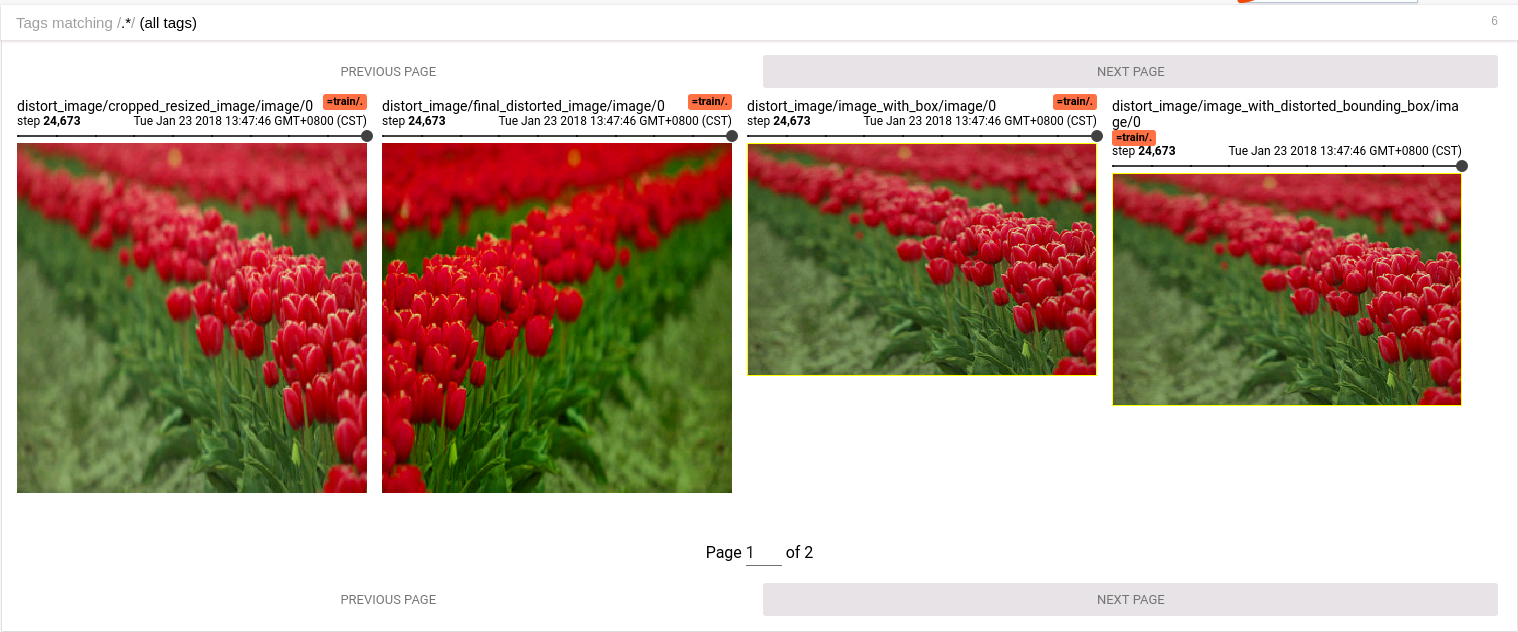 Tags matching /.*/ (all tags)
6
PREVIOUS PAGE
NEXT PAGE
distort_image/cropped_resized_image/image/0
=train/.
step 24,673
Tue Jan 23 2018 13:47:46 GMT+0800 (CST)
distort_image/final_distorted_image/image/0
=train/.
step 24,673
Tue Jan 23 2018 13:47:46 GMT+0800 (CST)
distort_image/image_with_box/image/0
=train/.
step 24,673
Tue Jan 23 2018 13:47:46 GMT+0800 (CST)
distort_image/image_with_distorted_bounding_box/ima
ge/0
=train/.
step 24,673
Tue Jan 23 2018 13:47:46 GMT+0800 (CST)
Page 1 of 2
PREVIOUS PAGE
NEXT PAGE